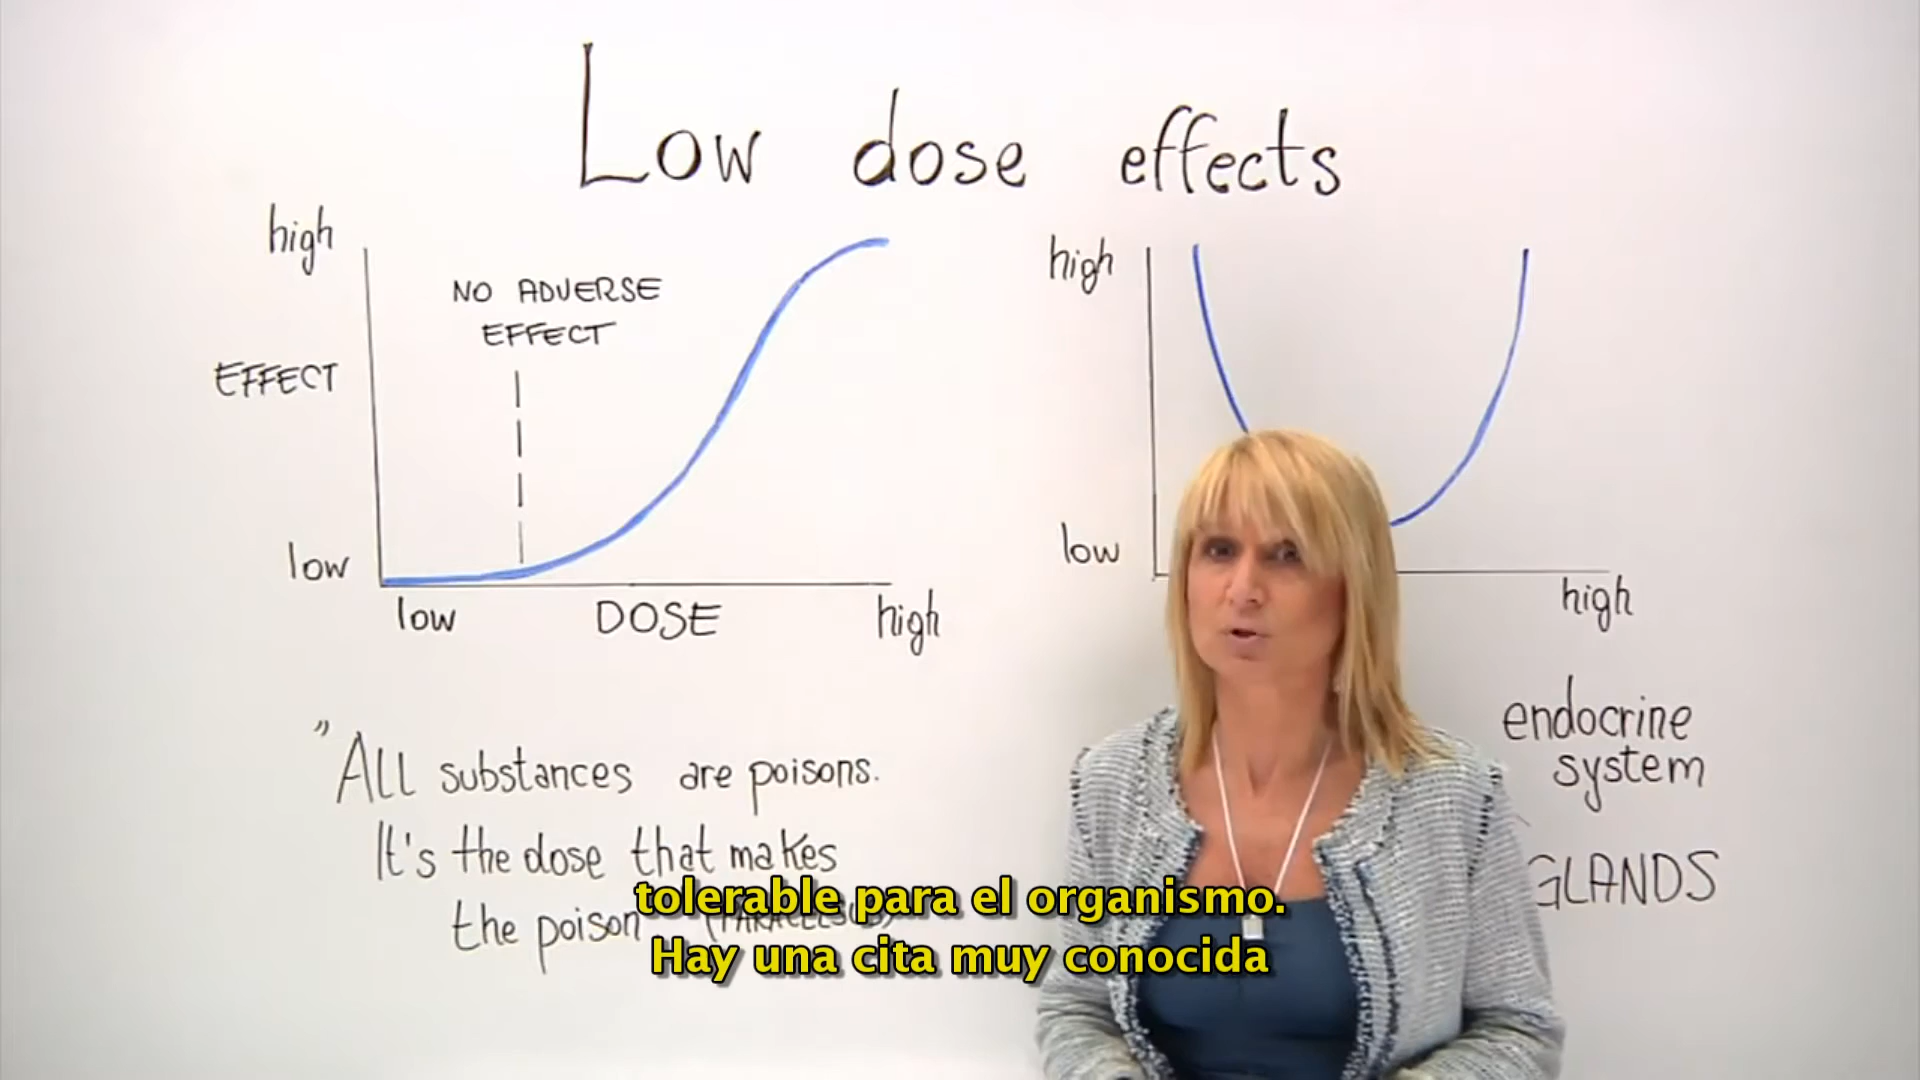 Low dose effects
high
NO ADVERSE
EFFECT
EFFECT
low
low DOSE high
high
low
high
"All substances are poisons.
It's the dose that makes
the poison (PARACELSUS)
endocrine
system
GLANDS
tolerable para el organismo.
Hay una cita muy conocida